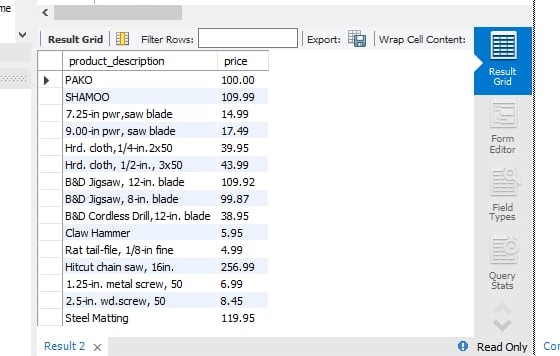 me
Result Grid Filter Rows: Export: Wrap Cell Content:
product_description price
PAKO 100.00
SHAMOO 109.99
7.25-in pwr,saw blade 14.99
9.00-in pwr, saw blade 17.49
Hrd. cloth,1/4-in.2x50 39.95
Hrd. cloth, 1/2-in., 3x50 43.99
B&D Jigsaw, 12-in. blade 109.92
B&D Jigsaw, 8-in. blade 99.87
B&D Cordless Drill,12-in. blade 38.95
Claw Hammer 5.95
Rat tail-file, 1/8-in fine 4.99
Hitcut chain saw, 16in. 256.99
1.25-in. metal screw, 50 6.99
2.5-in. wd.screw, 50 8.45
Steel Matting 119.95
Result
Grid
Form
Editor
Field
Types
Query
Stats
Result 2 Read Only Con